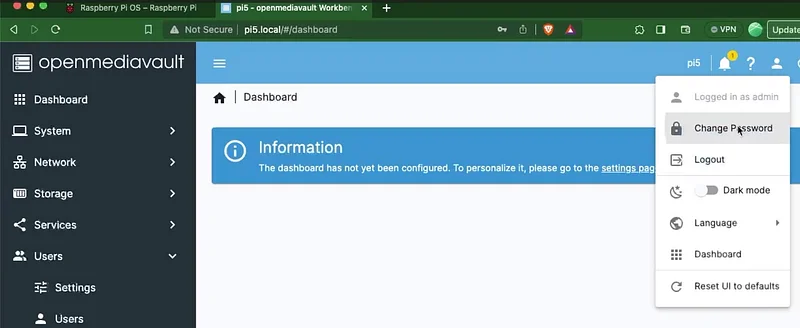 Raspberry Pi OS – Raspberry Pi
pi5 - openmediavault Workben
Not Secure
pi5.local/#/dashboard
VPN
Update
openmediavault
pi5
1
Dashboard
Dashboard
System
Network
Storage
Services
Users
Settings
Users
Information
The dashboard has not yet been configured. To personalize it, please go to the settings pag
Logged in as admin
Change Password
Logout
Dark mode
Language
Dashboard
Reset UI to defaults